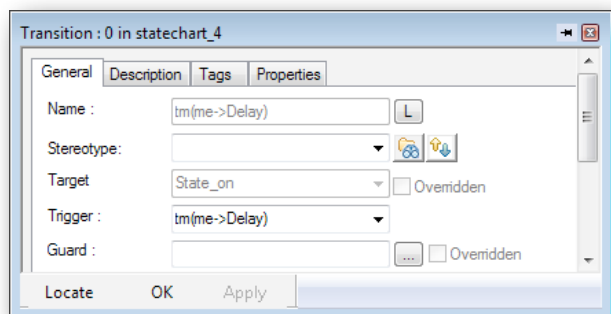 Transition : 0 in statechart_4
General Description Tags Properties
Name : tm(me->Delay) L
Stereotype:
Target State_on Overridden
Trigger : tm(me->Delay)
Guard : ... Overridden
Locate OK Apply